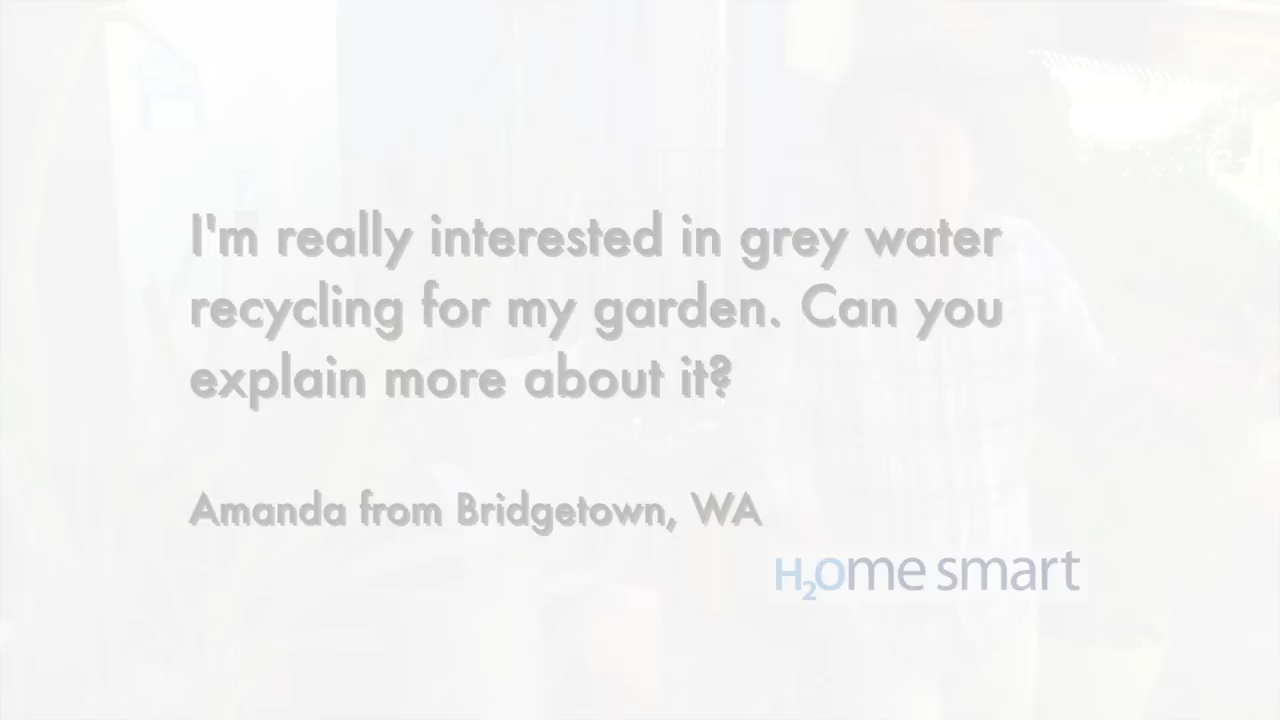 I'm really interested in grey water
recycling for my garden. Can you
explain more about it?
Amanda from Bridgetown, WA
H2Ome smart